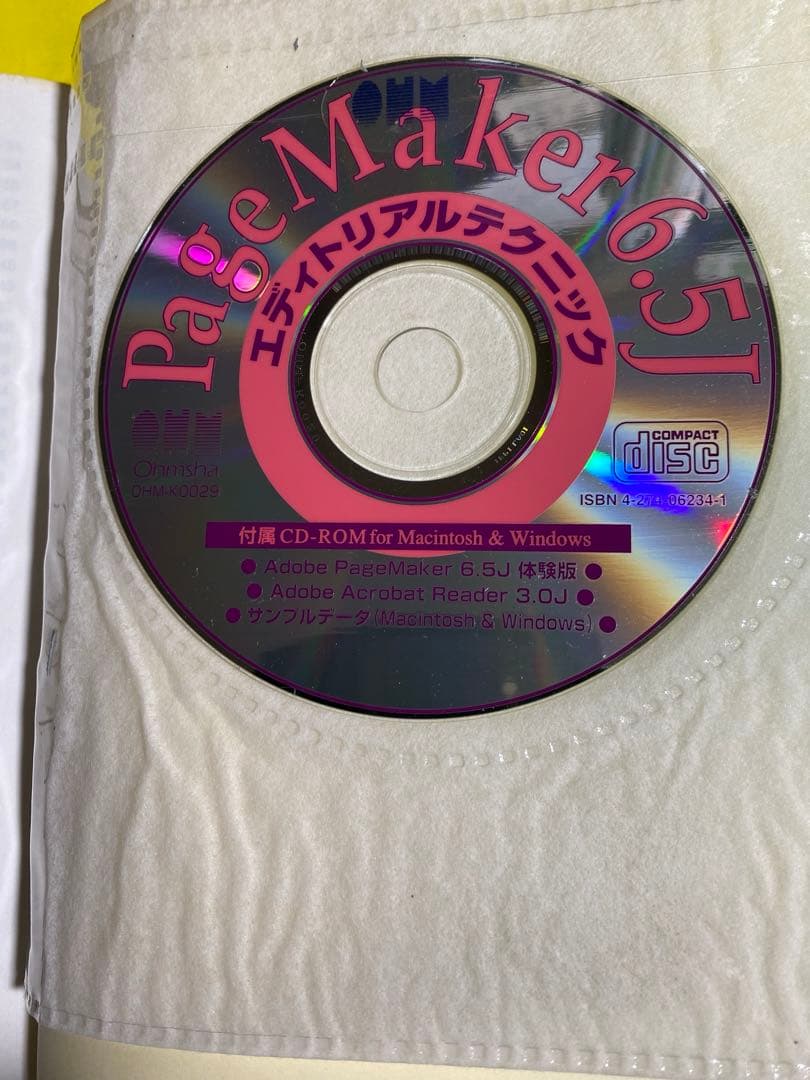 OHM
PageMaker 6.5J
エディトリアルテクニック
OHM
Ohmsha
OHM-K0029
COMPACT
disc
ISBN 4-274-06234-1
付属 CD-ROM for Macintosh & Windows
● Adobe PageMaker 6.5J 体験版 ●
● Adobe Acrobat Reader 3.0J ●
● サンプルデータ(Macintosh & Windows) ●